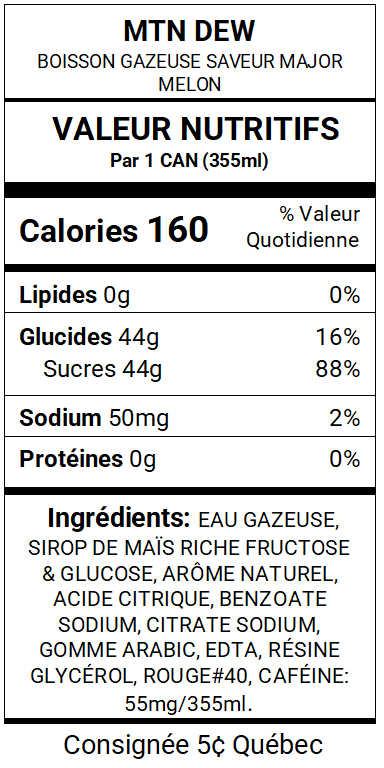 MTN DEW
BOISSON GAZEUSE SAVEUR MAJOR
MELON
VALEUR NUTRITIFS
Par 1 CAN (355ml)
Calories 160
% Valeur
Quotidienne
Lipides 0g 0%
Glucides 44g 16%
Sucres 44g 88%
Sodium 50mg 2%
Protéines 0g 0%
Ingrédients: EAU GAZEUSE,
SIROP DE MAÏS RICHE FRUCTOSE
& GLUCOSE, ARÔME NATUREL,
ACIDE CITRIQUE, BENZOATE
SODIUM, CITRATE SODIUM,
GOMME ARABIC, EDTA, RÉSINE
GLYCÉROL, ROUGE#40, CAFÉINE:
55mg/355ml.
Consignée 5¢ Québec